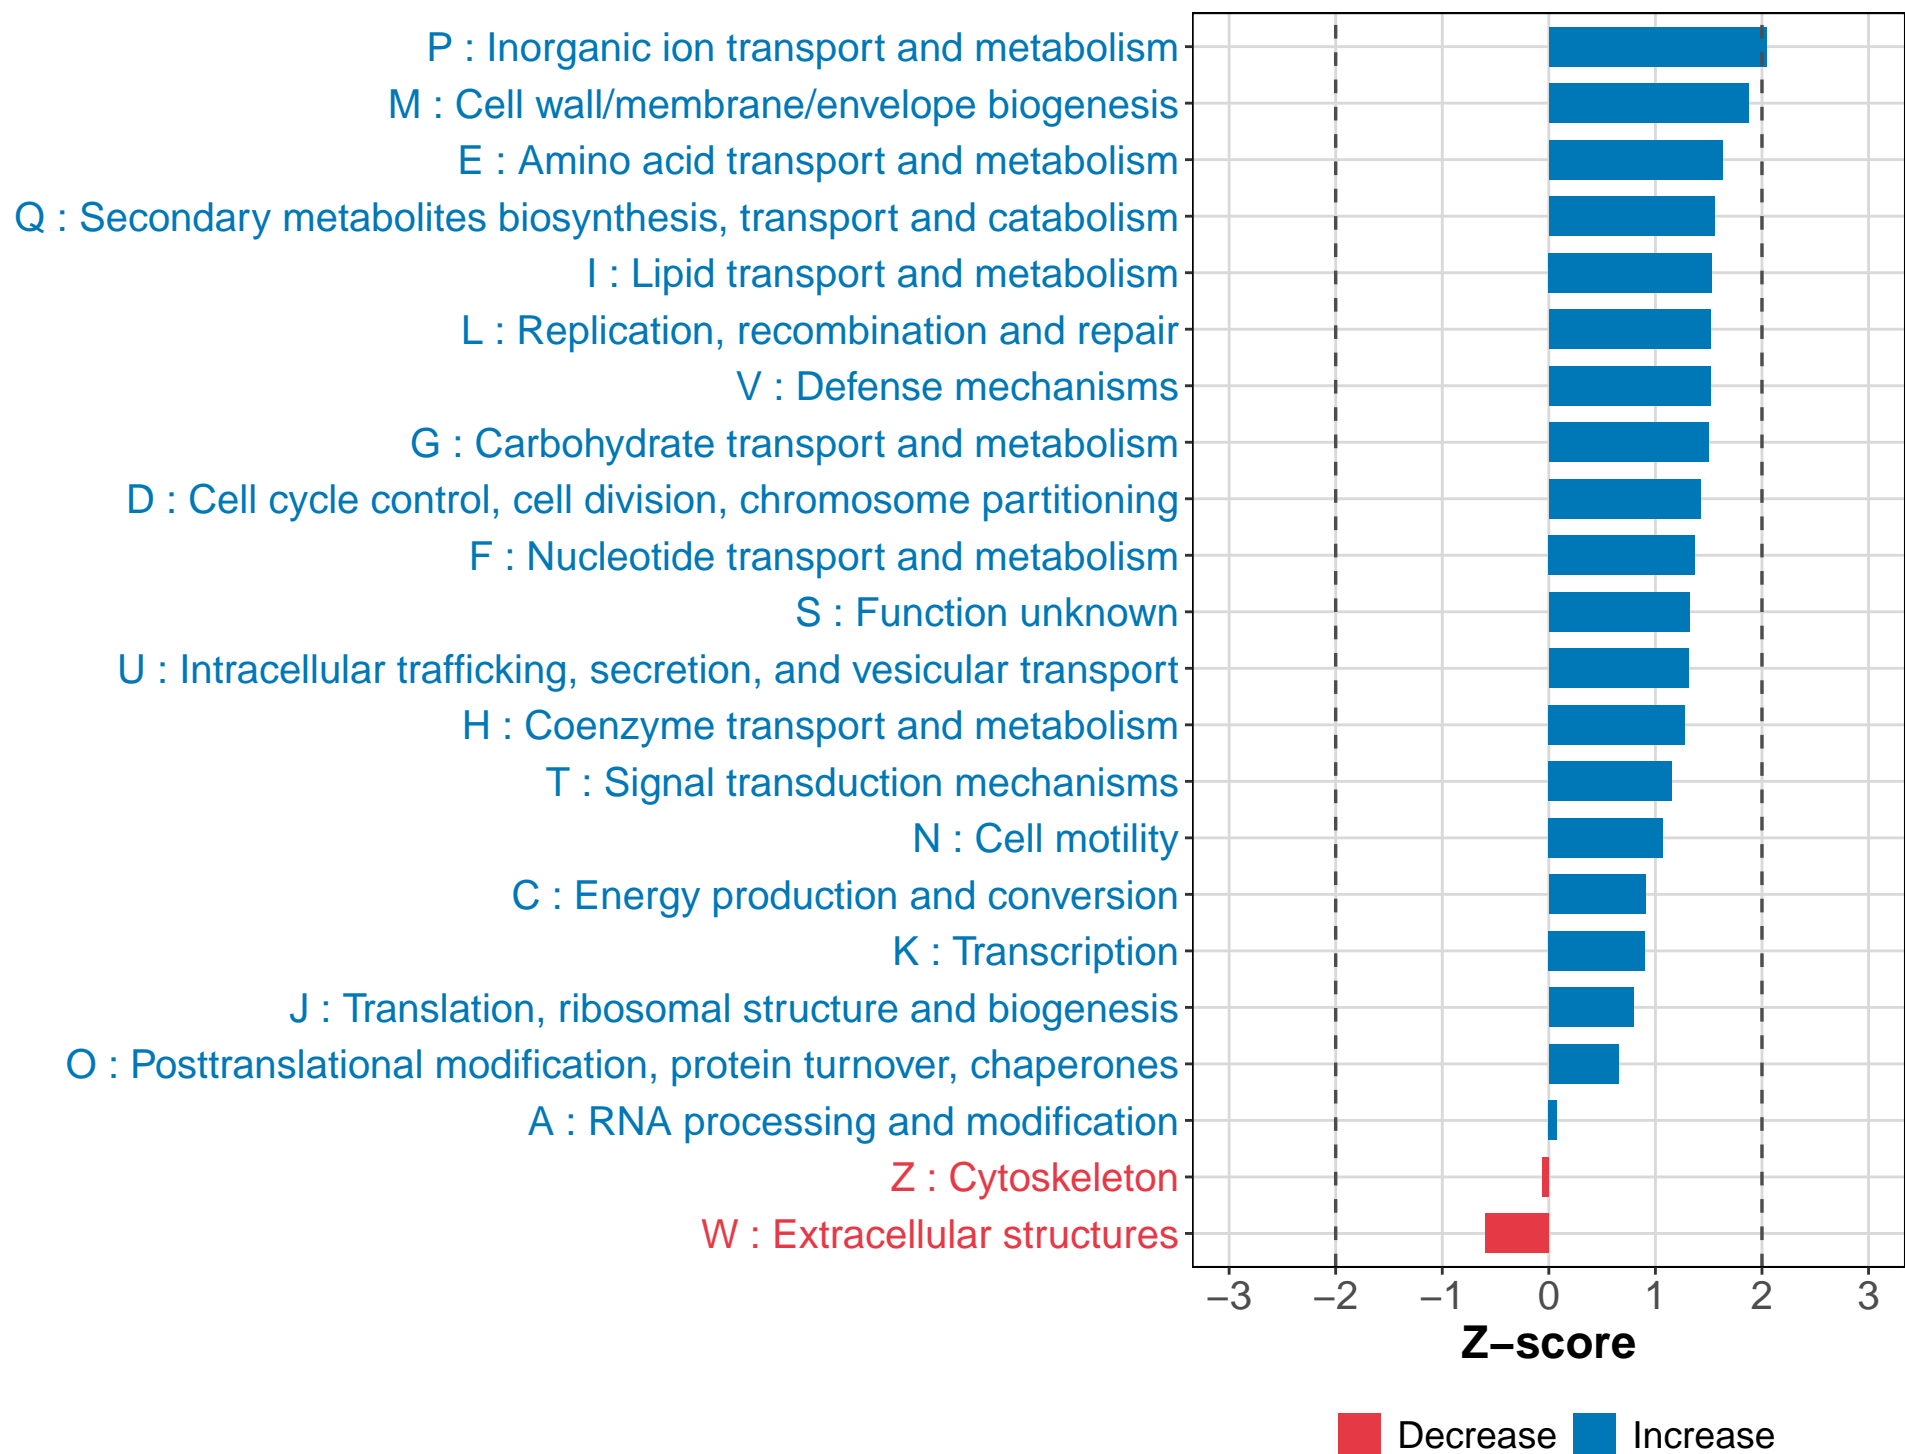 P : Inorganic ion transport and metabolism
M : Cell wall/membrane/envelope biogenesis
E : Amino acid transport and metabolism
Q : Secondary metabolites biosynthesis, transport and catabolism
I : Lipid transport and metabolism
L : Replication, recombination and repair
V : Defense mechanisms
G : Carbohydrate transport and metabolism
D : Cell cycle control, cell division, chromosome partitioning
F : Nucleotide transport and metabolism
S : Function unknown
U : Intracellular trafficking, secretion, and vesicular transport
H : Coenzyme transport and metabolism
T : Signal transduction mechanisms
N : Cell motility
C : Energy production and conversion
K : Transcription
J : Translation, ribosomal structure and biogenesis
O : Posttranslational modification, protein turnover, chaperones
A : RNA processing and modification
Z : Cytoskeleton
W : Extracellular structures
−3 −2 −1 0 1 2 3
Z−score
Decrease Increase